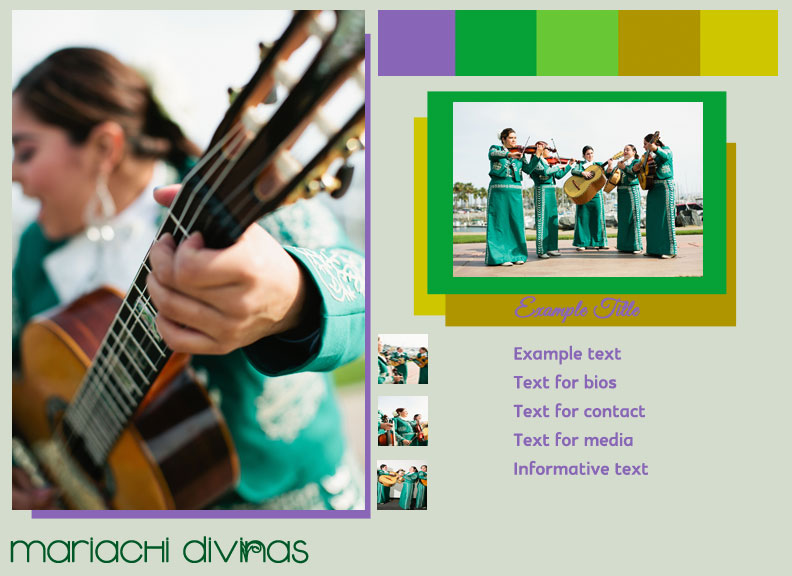 Example Title
Example text
Text for bios
Text for contact
Text for media
Informative text
mariachi divinas